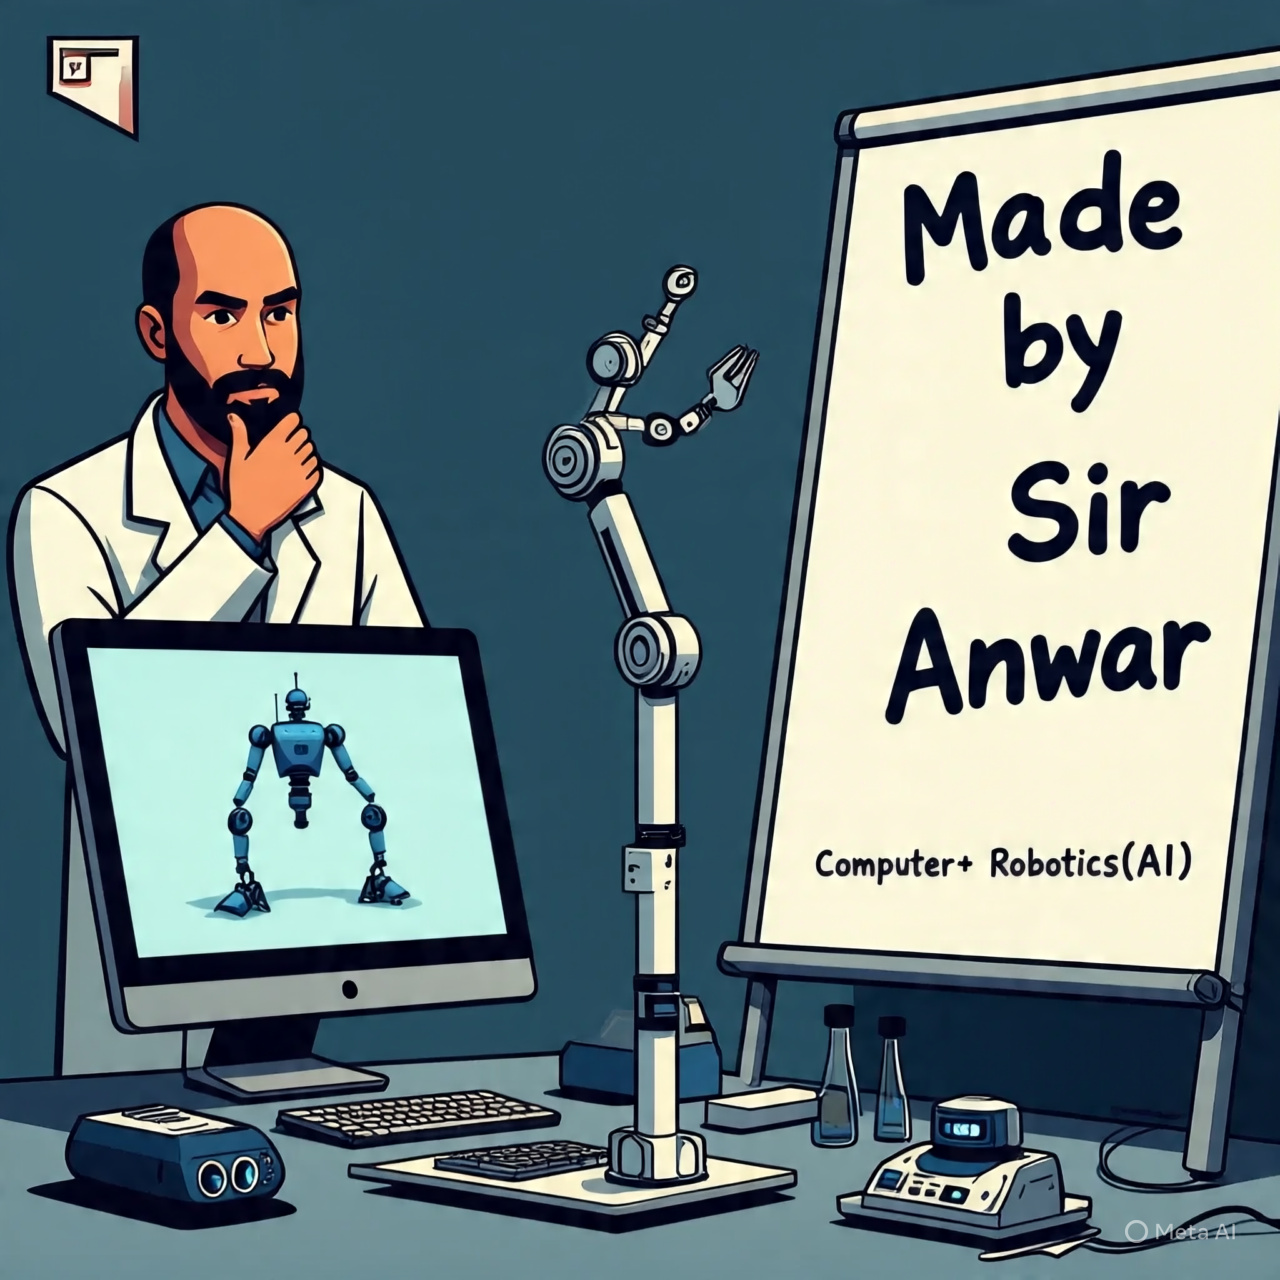 Made
by
Sir
Anwar
Computer+ Robotics(AI)
Meta AI